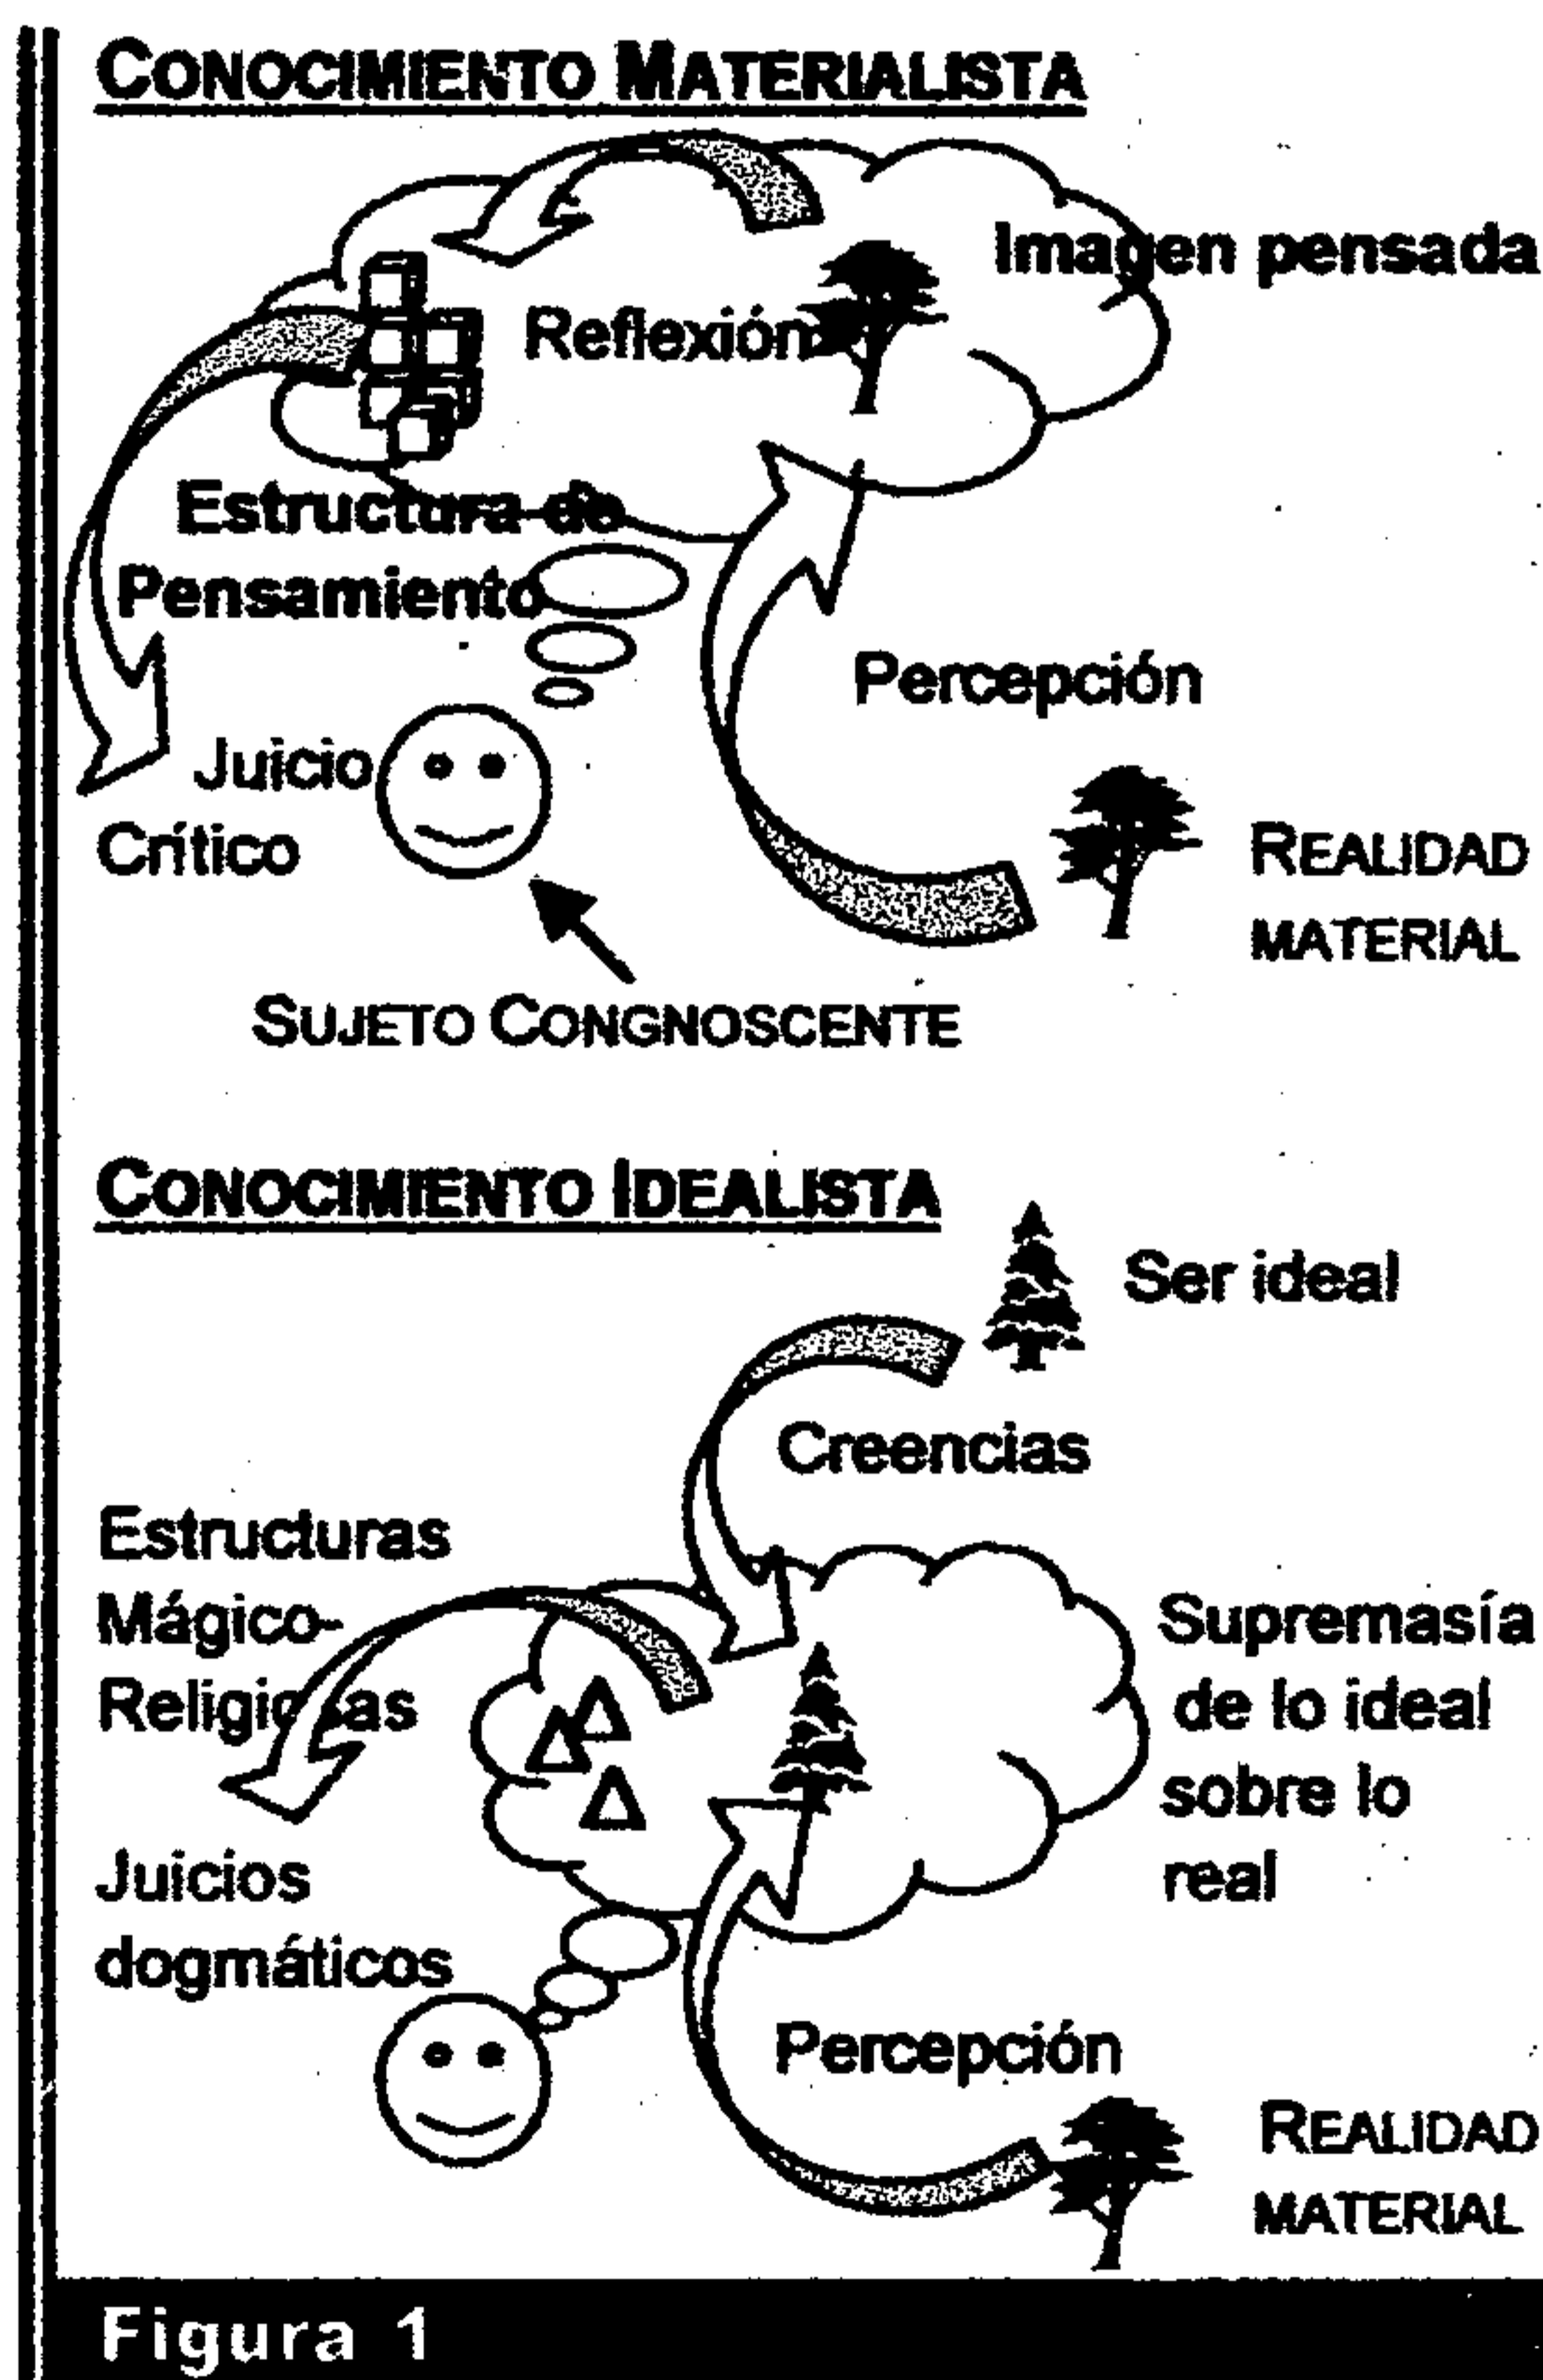 CONOCIMIENTO MATERIALISTA
Imagen pensada
Reflexión
Estructura de
Pensamiento
Percepción
Juicio
Crítico
REALIDAD
MATERIAL
SUJETO CONGNOSCENTE
CONOCIMIENTO IDEALISTA
Ser ideal
Creencias
Estructuras
Mágico-
Religiosas
Supremasía
de lo ideal
sobre lo
real
Juicios
dogmáticos
Percepción
REALIDAD
MATERIAL
Figura 1